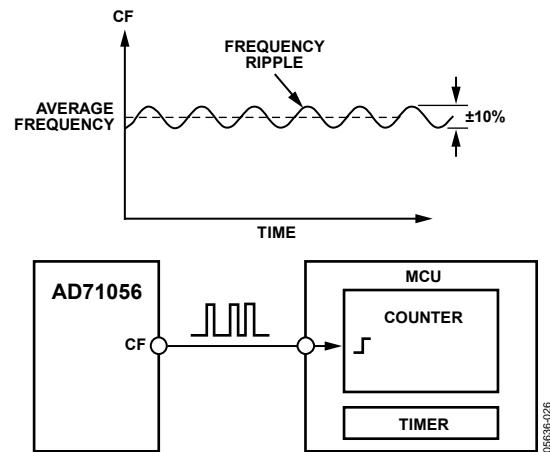 CF
FREQUENCY
RIPPLE
AVERAGE
FREQUENCY
±10%
TIME
AD71056
CF
MCU
COUNTER
TIMER
05636-026